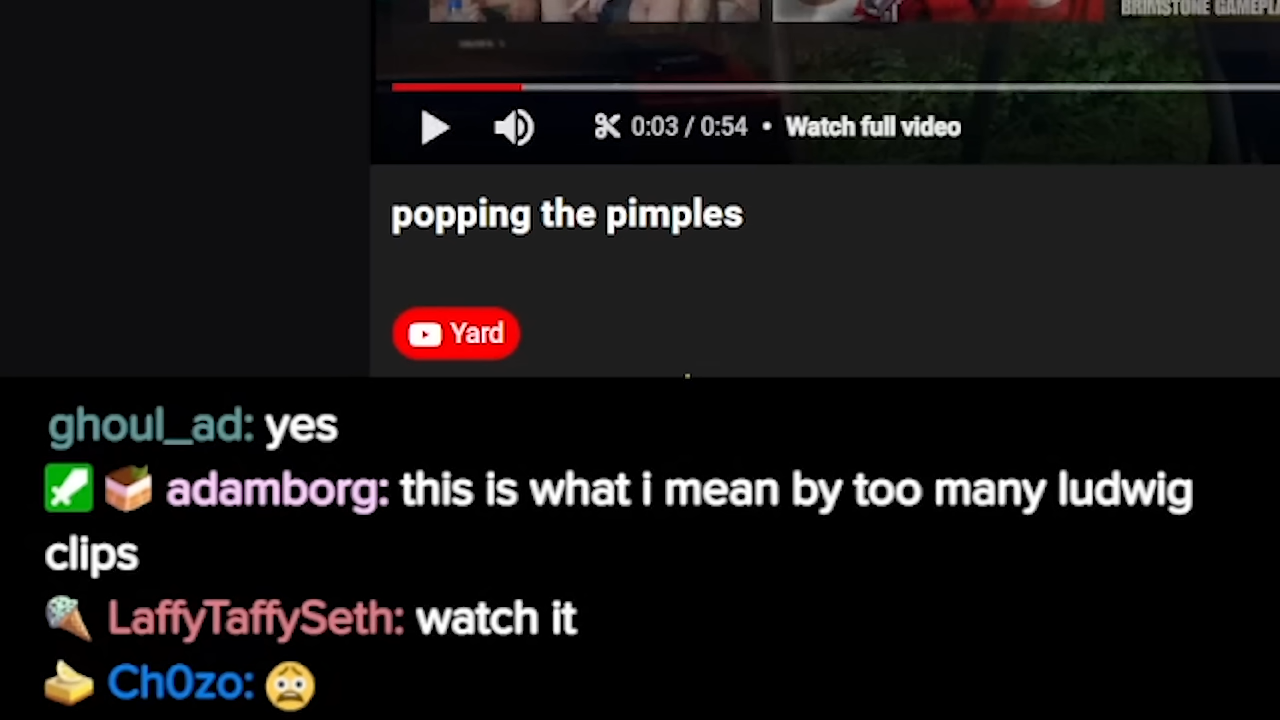 BRIMSTONE GAMEPLA
0:03 / 0:54 • Watch full video
popping the pimples
Yard
ghoul_ad: yes
adamborg: this is what i mean by too many ludwig
clips
LaffyTaffySeth: watch it
Ch0zo: 😩